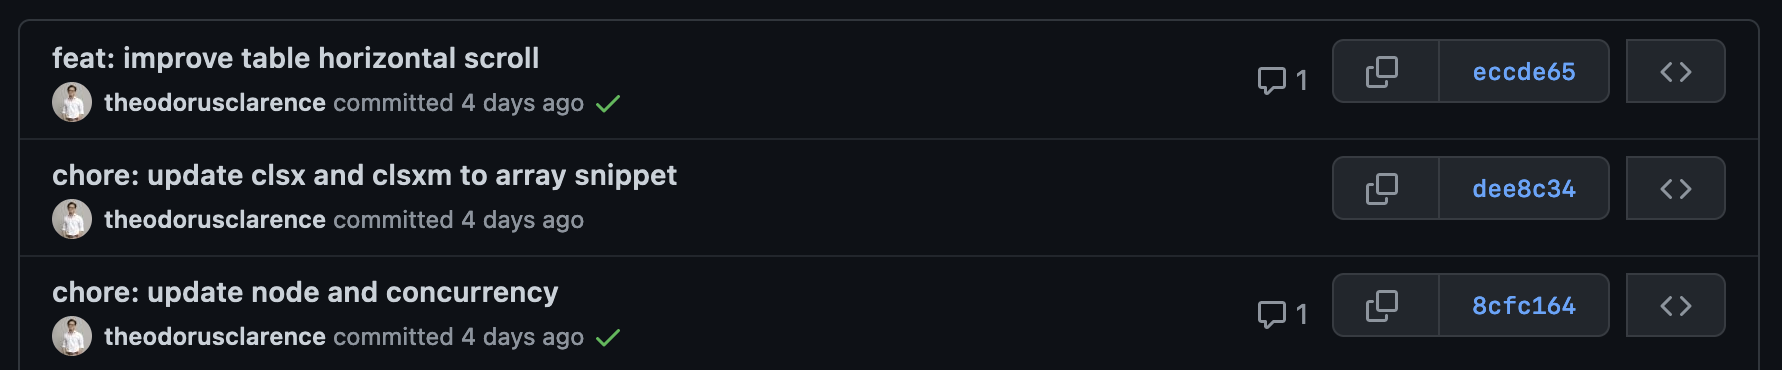 feat: improve table horizontal scroll
theodorusclarence committed 4 days ago
1
eccde65
chore: update clsx and clsxm to array snippet
theodorusclarence committed 4 days ago
dee8c34
chore: update node and concurrency
theodorusclarence committed 4 days ago
1
8cfc164